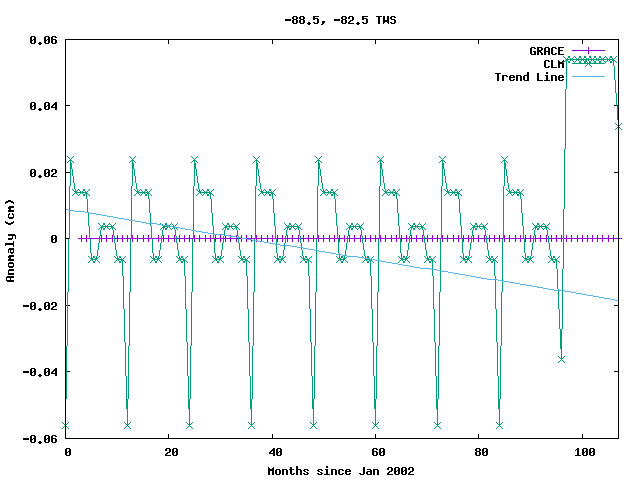 -88.5, -82.5 TWS
0.06
0.04
0.02
0
-0.02
-0.04
-0.06
Anomaly (cm)
GRACE
CLM
Trend Line
0 20 40 60 80 100
Months since Jan 2002